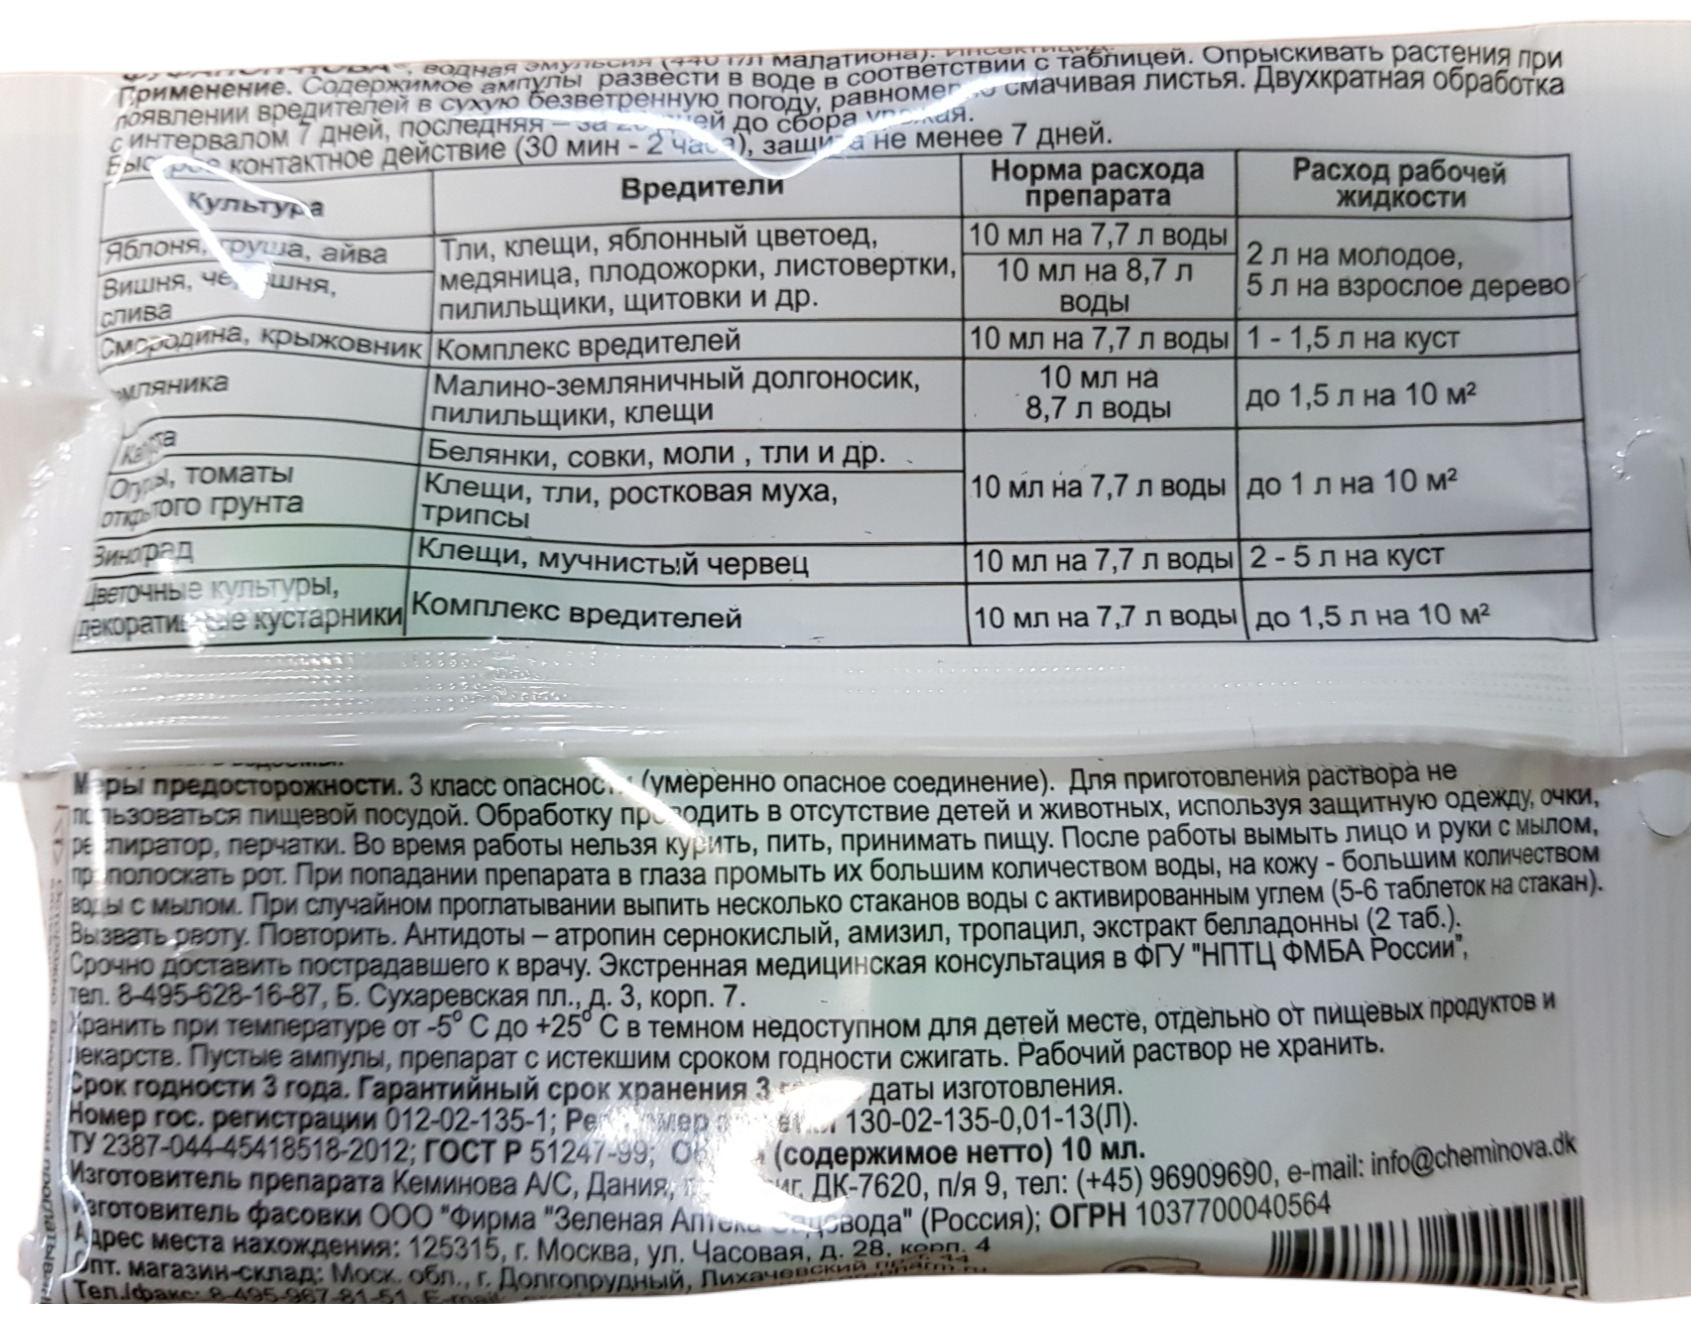 водная эмульсия (440 г/л малатиона). Инсектицид.
Применение. Содержимое ампулы развести в воде в соответствии с таблицей. Опрыскивать растения при
появлении вредителей в сухую безветренную погоду, смачивая листья. Двухкратная обработка
с интервалом 7 дней, последняя – за до сбора
контактное действие (30 мин - 2 часа), защита не менее 7 дней.
Культура Вредители Норма расхода Расход рабочей
препарата жидкости
Яблоня, груша, айва Тли, клещи, яблонный цветоед, 10 мл на 7,7 л воды 2 л на молодое,
Вишня, медяница, плодожорки, листовертки, 10 мл на 8,7 л 5 л на взрослое дерево
слива пилильщики, щитовки и др. воды
Смородина, крыжовник Комплекс вредителей 10 мл на 7,7 л воды 1 - 1,5 л на куст
Малино-земляничный долгоносик, 10 мл на до 1,5 л на 10 м²
пилильщики, клещи 8,7 л воды
Белянки, совки, моли , тли и др.
томаты Клещи, тли, ростковая муха, 10 мл на 7,7 л воды до 1 л на 10 м²
грунта трипсы
Виноград Клещи, мучнистый червец 10 мл на 7,7 л воды 2 - 5 л на куст
Цветочные культуры,
кустарники Комплекс вредителей 10 мл на 7,7 л воды до 1,5 л на 10 м²
Меры предосторожности. 3 класс опасности (умеренно опасное соединение). Для приготовления раствора не
пользоваться пищевой посудой. Обработку проводить в отсутствие детей и животных, используя защитную одежду, очки,
респиратор, перчатки. Во время работы нельзя курить, пить, принимать пищу. После работы вымыть лицо и руки с мылом,
прополоскать рот. При попадании препарата в глаза промыть их большим количеством воды, на кожу - большим количеством
воды с мылом. При случайном проглатывании выпить несколько стаканов воды с активированным углем (5-6 таблеток на стакан).
Вызвать рвоту. Повторить. Антидоты – атропин сернокислый, амизил, тропацил, экстракт белладонны (2 таб.).
Срочно доставить пострадавшего к врачу. Экстренная медицинская консультация в ФГУ "НПТЦ ФМБА России",
тел. 8-495-628-16-87, Б. Сухаревская пл., д. 3, корп. 7.
Хранить при температуре от -5° С до +25° С в темном недоступном для детей месте, отдельно от пищевых продуктов и
лекарств. Пустые ампулы, препарат с истекшим сроком годности сжигать. Рабочий раствор не хранить.
Срок годности 3 года. Гарантийный срок хранения 3 даты изготовления.
Номер гос. регистрации 012-02-135-1; 130-02-135-0,01-13(Л).
ТУ 2387-044-45418518-2012; ГОСТ Р 51247-99; (содержимое нетто) 10 мл.
Изготовитель препарата Кеминова А/С, Дания, ДК-7620, п/я 9, тел: (+45) 96909690, e-mail: info@cheminova.dk
Изготовитель фасовки ООО "Фирма "Зеленая Аптека Садовода" (Россия); ОГРН 1037700040564
Адрес места нахождения: 125315, г. Москва, ул. Часовая, д. 28, корп. 4
Опт. магазин-склад: Моск. обл., г. Долгопрудный, Лихачевский
Тел./факс: 8-495-967-81-51,